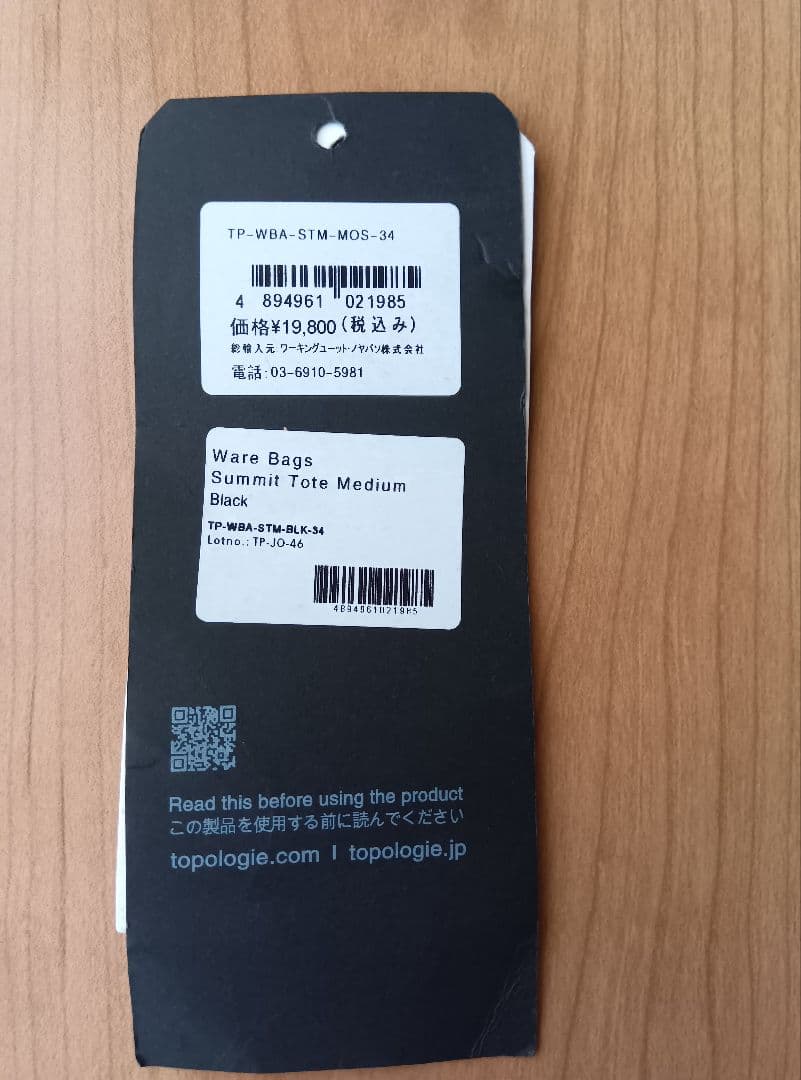 TP-WBA-STM-MOS-34
4 894961 021985
価格¥19,800(税込み)
総輸入元:ワーキングユーット・ノヤパソ株式会社
電話:03-6910-5981
Ware Bags
Summit Tote Medium
Black
TP-WBA-STM-BLK-34
Lotno.: TP-JO-46
4894961021985
Read this before using the product
この製品を使用する前に読んでください
topologie.com | topologie.jp